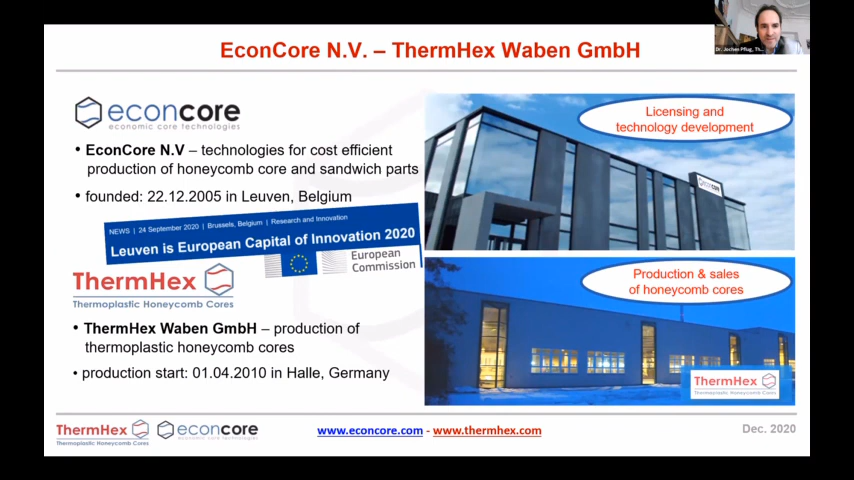 EconCore N.V. – ThermHex Waben GmbH
Dr. Jochen Pflug, Th...
econcore
economic core technologies
• EconCore N.V – technologies for cost efficient
production of honeycomb core and sandwich parts
• founded: 22.12.2005 in Leuven, Belgium
NEWS | 24 September 2020 | Brussels, Belgium | Research and Innovation
Leuven is European Capital of Innovation 2020
European
Commission
ThermHex
Thermoplastic Honeycomb Cores
• ThermHex Waben GmbH – production of
thermoplastic honeycomb cores
• production start: 01.04.2010 in Halle, Germany
Licensing and
technology development
econcore
Production & sales
of honeycomb cores
ThermHex
Thermoplastic Honeycomb Cores
ThermHex
Thermoplastic Honeycomb Cores
econcore
economic core technologies
www.econcore.com - www.thermhex.com
Dec. 2020